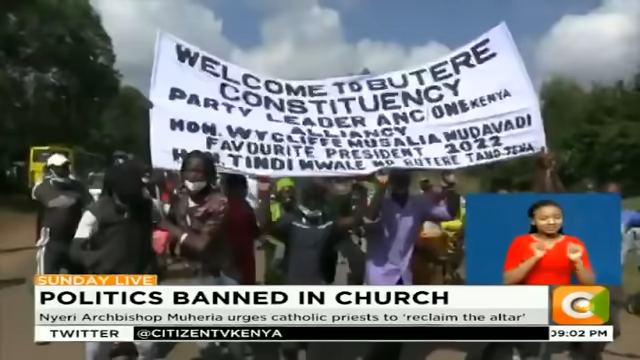 WELCOME TO BUTERE
CONSTITUENCY
PARTY LEADER ANC/ONE KENYA
ALLIANCY
HON. WYCLIFFE MUSALIA MUDAVADI
FAVOURITE PRESIDENT 2022
HON. TINDI MWALE MP BUTERE
SUNDAY LIVE
POLITICS BANNED IN CHURCH
Nyeri Archbishop Muheria urges catholic priests to 'reclaim the altar'
TWITTER @CITIZENTVKENYA
09:02 PM